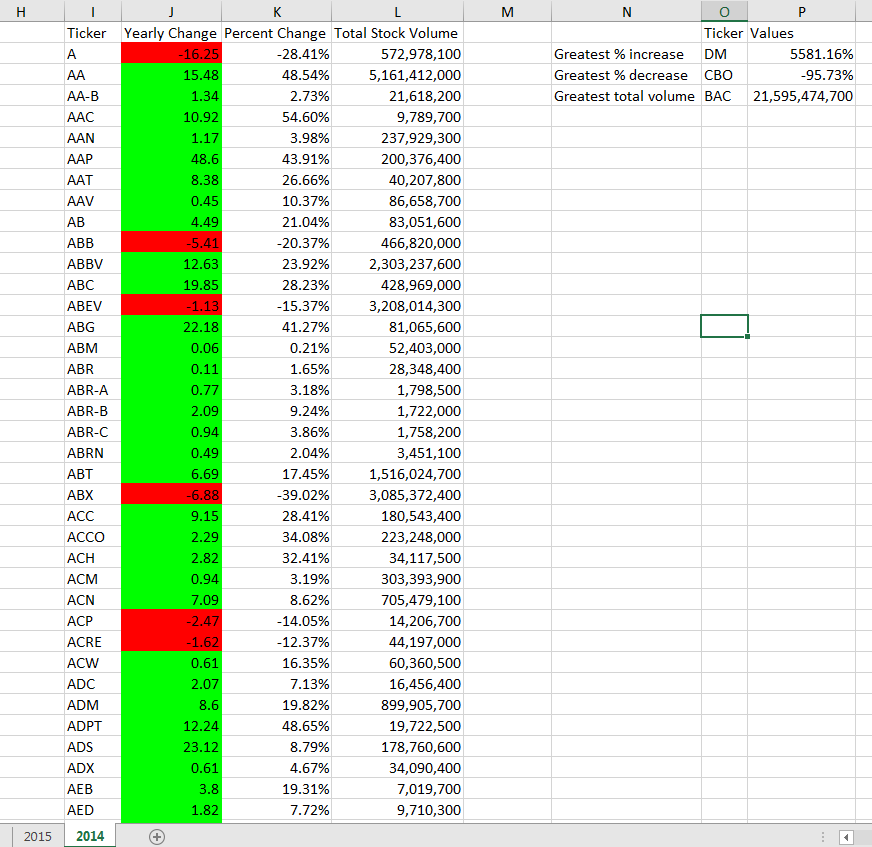 H I J K L M N O P
Ticker Yearly Change Percent Change Total Stock Volume Ticker Values
A -16.25 -28.41% 572,978,100 Greatest % increase DM 5581.16%
AA 15.48 48.54% 5,161,412,000 Greatest % decrease CBO -95.73%
AA-B 1.34 2.73% 21,618,200 Greatest total volume BAC 21,595,474,700
AAC 10.92 54.60% 9,789,700
AAN 1.17 3.98% 237,929,300
AAP 48.6 43.91% 200,376,400
AAT 8.38 26.66% 40,207,800
AAV 0.45 10.37% 86,658,700
AB 4.49 21.04% 83,051,600
ABB -5.41 -20.37% 466,820,000
ABBV 12.63 23.92% 2,303,237,600
ABC 19.85 28.23% 428,969,000
ABEV -1.13 -15.37% 3,208,014,300
ABG 22.18 41.27% 81,065,600
ABM 0.06 0.21% 52,403,000
ABR 0.11 1.65% 28,348,400
ABR-A 0.77 3.18% 1,798,500
ABR-B 2.09 9.24% 1,722,000
ABR-C 0.94 3.86% 1,758,200
ABRN 0.49 2.04% 3,451,100
ABT 6.69 17.45% 1,516,024,700
ABX -6.88 -39.02% 3,085,372,400
ACC 9.15 28.41% 180,543,400
ACCO 2.29 34.08% 223,248,000
ACH 2.82 32.41% 34,117,500
ACM 0.94 3.19% 303,393,900
ACN 7.09 8.62% 705,479,100
ACP -2.47 -14.05% 14,206,700
ACRE -1.62 -12.37% 44,197,000
ACW 0.61 16.35% 60,360,500
ADC 2.07 7.13% 16,456,400
ADM 8.6 19.82% 899,905,700
ADPT 12.24 48.65% 19,722,500
ADS 23.12 8.79% 178,760,600
ADX 0.61 4.67% 34,090,400
AEB 3.8 19.31% 7,019,700
AED 1.82 7.72% 9,710,300
2015 2014